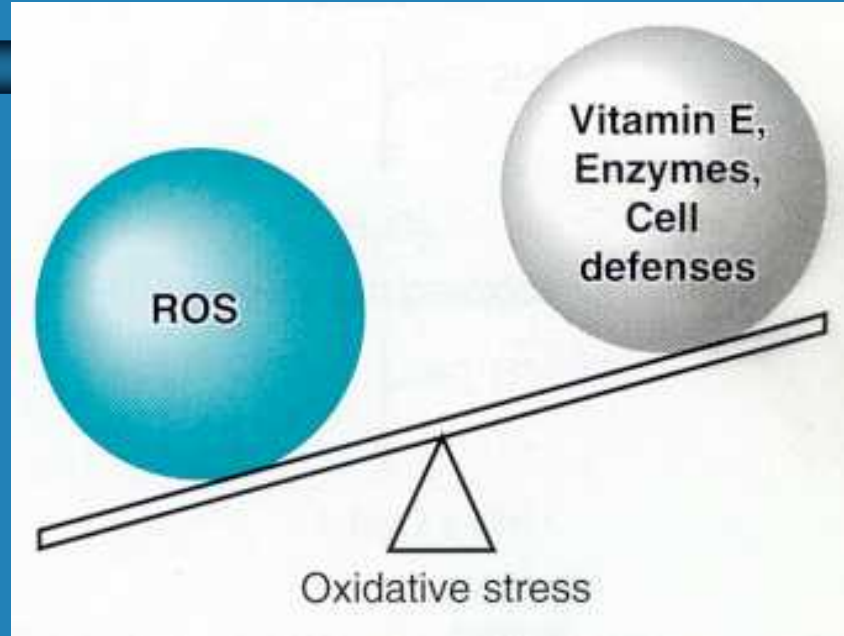 ROS
Vitamin E,
Enzymes,
Cell
defenses
Oxidative stress